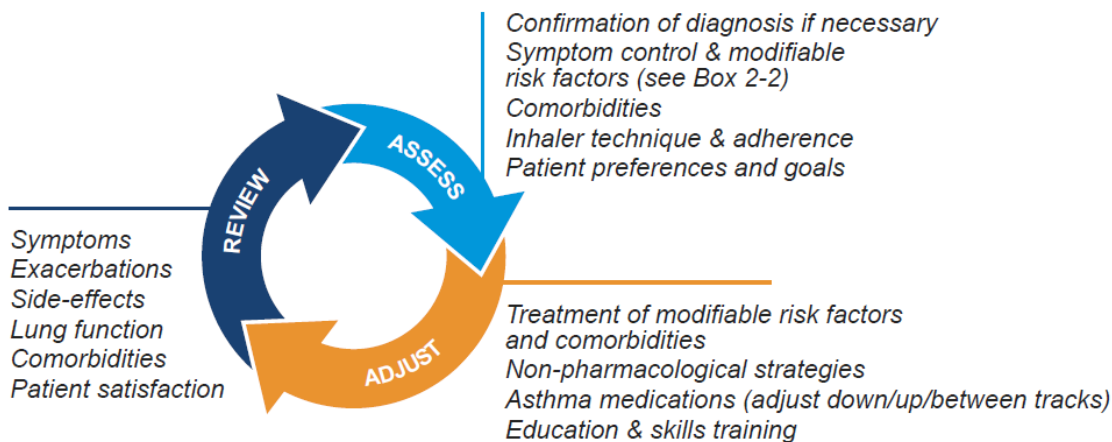 Confirmation of diagnosis if necessary
Symptom control & modifiable
risk factors (see Box 2-2)
Comorbidities
Inhaler technique & adherence
Patient preferences and goals
ASSESS
REVIEW
Symptoms
Exacerbations
Side-effects
Lung function
Comorbidities
Patient satisfaction
ADJUST
Treatment of modifiable risk factors
and comorbidities
Non-pharmacological strategies
Asthma medications (adjust down/up/between tracks)
Education & skills training